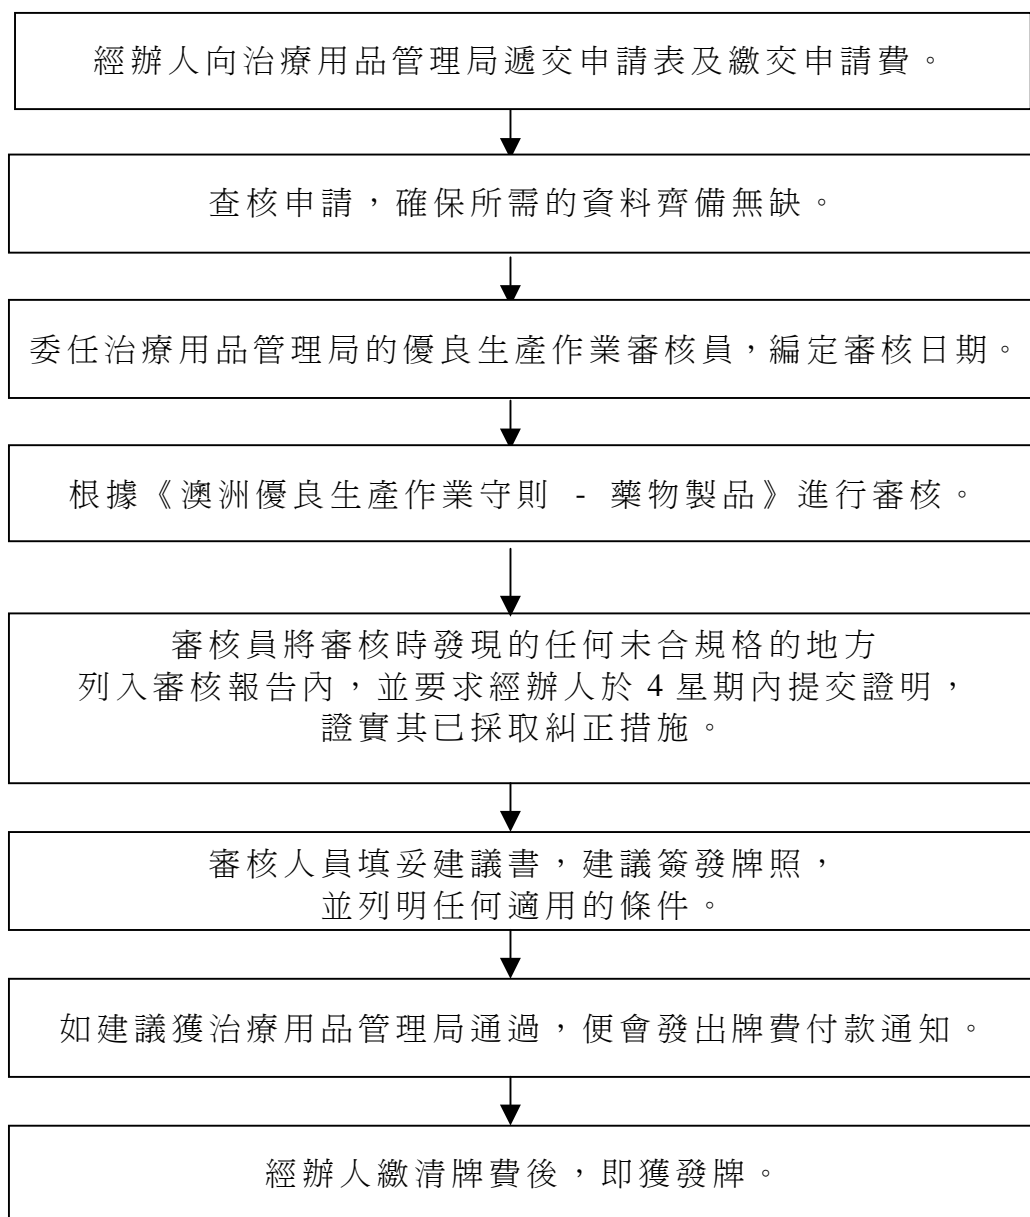 經辦人向治療用品管理局遞交申請表及繳交申請費。
查核申請，確保所需的資料齊備無缺。
委任治療用品管理局的優良生產作業審核員，編定審核日期。
根據《澳洲優良生產作業守則 - 藥物製品》進行審核。
審核員將審核時發現的任何未合規格的地方
列入審核報告內，並要求經辦人於 4 星期內提交證明，
證實其已採取糾正措施。
審核人員填妥建議書，建議簽發牌照，
並列明任何適用的條件。
如建議獲治療用品管理局通過，便會發出牌費付款通知。
經辦人繳清牌費後，即獲發牌。